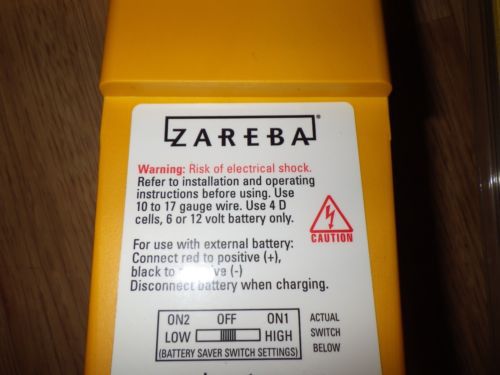 ZAREBA
Warning: Risk of electrical shock.
Refer to installation and operating
instructions before using. Use
10 to 17 gauge wire. Use 4 D
cells, 6 or 12 volt battery only.
CAUTION
For use with external battery:
Connect red to positive (+),
black to (-)
Disconnect battery when charging.
ON2 OFF ON1 ACTUAL
LOW HIGH SWITCH
(BATTERY SAVER SWITCH SETTINGS) BELOW